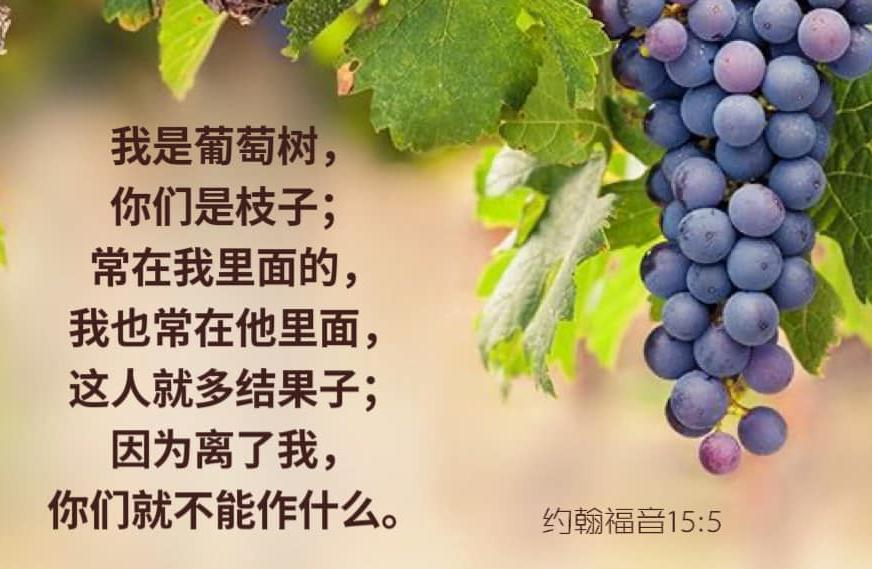 我是葡萄树，
你们是枝子；
常在我里面的，
我也常在他里面，
这人就多结果子；
因为离了我，
你们就不能作什么。
约翰福音15:5